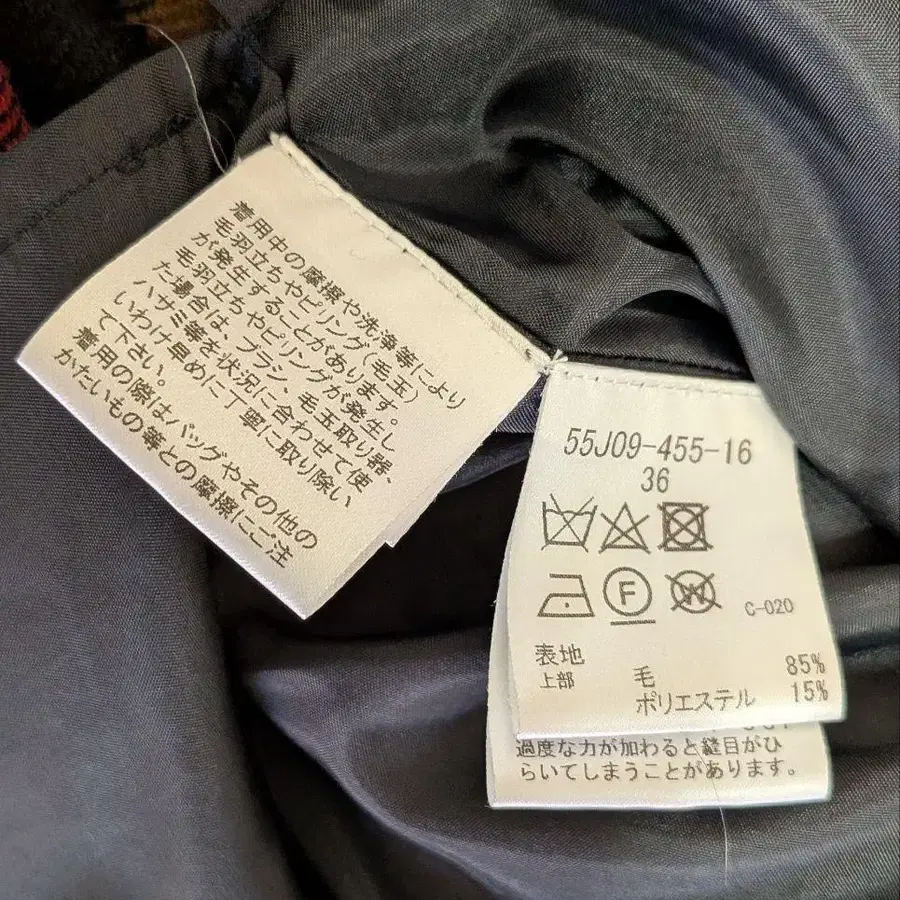 着用中の摩擦や洗浄等により
毛羽立ちやピリング(毛玉)
が発生することがあります。
毛羽立ちやピリングが発生し
た場合は、ブラシ、毛玉取り器、
ハサミ等を状況に合わせて使
いわけ早めに丁寧に取り除い
て下さい。
着用の際はバッグやその他の
かたいもの等との摩擦にご注
55J09-455-16
36
F
W
C-020
表地
上部 毛 85%
ポリエステル 15%
過度な力が加わると縫目がひ
らいてしまうことがあります。